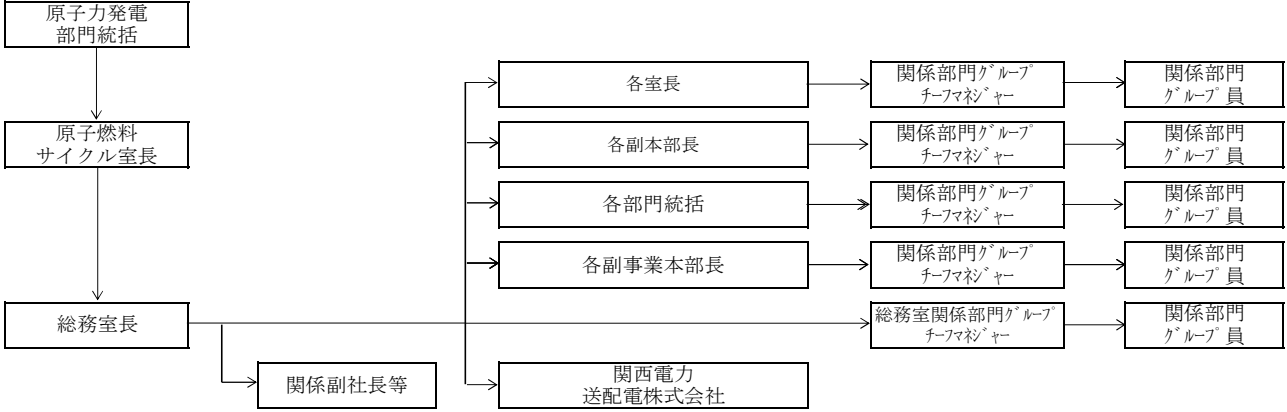 原子力発電
部門統括
原子燃料
サイクル室長
総務室長
関係副社長等
各室長
関係部門ｸﾞﾙｰﾌﾟ
ﾁｰﾌﾏﾈｼﾞｬｰ
関係部門
ｸﾞﾙｰﾌﾟ員
各副本部長
関係部門ｸﾞﾙｰﾌﾟ
ﾁｰﾌﾏﾈｼﾞｬｰ
関係部門
ｸﾞﾙｰﾌﾟ員
各部門統括
関係部門ｸﾞﾙｰﾌﾟ
ﾁｰﾌﾏﾈｼﾞｬｰ
関係部門
ｸﾞﾙｰﾌﾟ員
各副事業本部長
関係部門ｸﾞﾙｰﾌﾟ
ﾁｰﾌﾏﾈｼﾞｬｰ
関係部門
ｸﾞﾙｰﾌﾟ員
総務室関係部門ｸﾞﾙｰﾌﾟ
ﾁｰﾌﾏﾈｼﾞｬｰ
関係部門
ｸﾞﾙｰﾌﾟ員
関西電力
送配電株式会社